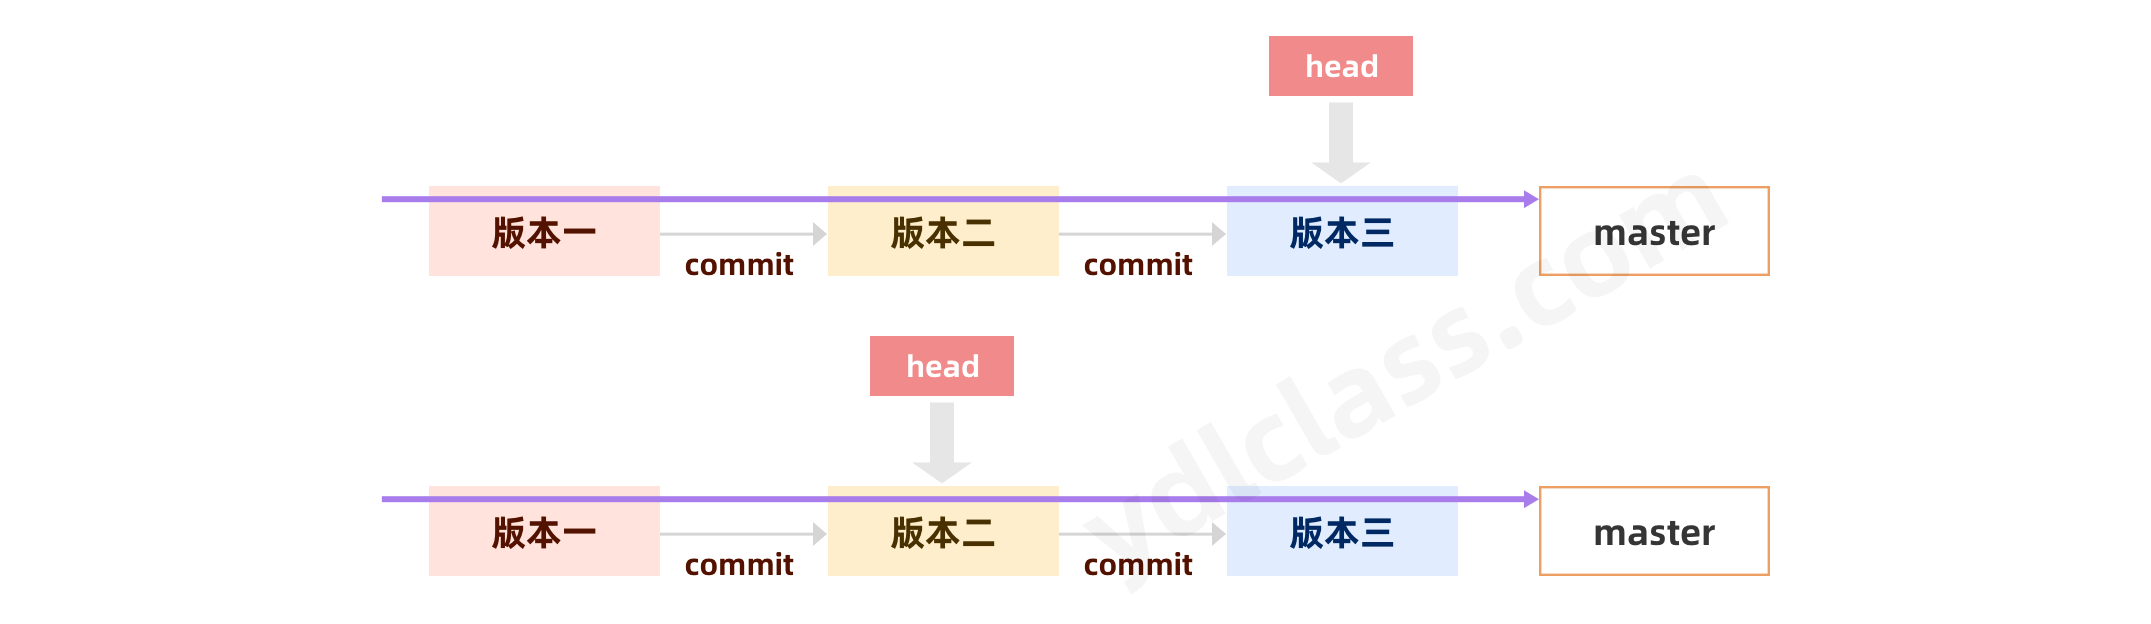 head
版本一
commit
版本二
commit
版本三
master
head
版本一
commit
版本二
commit
版本三
master
ydlclass.com